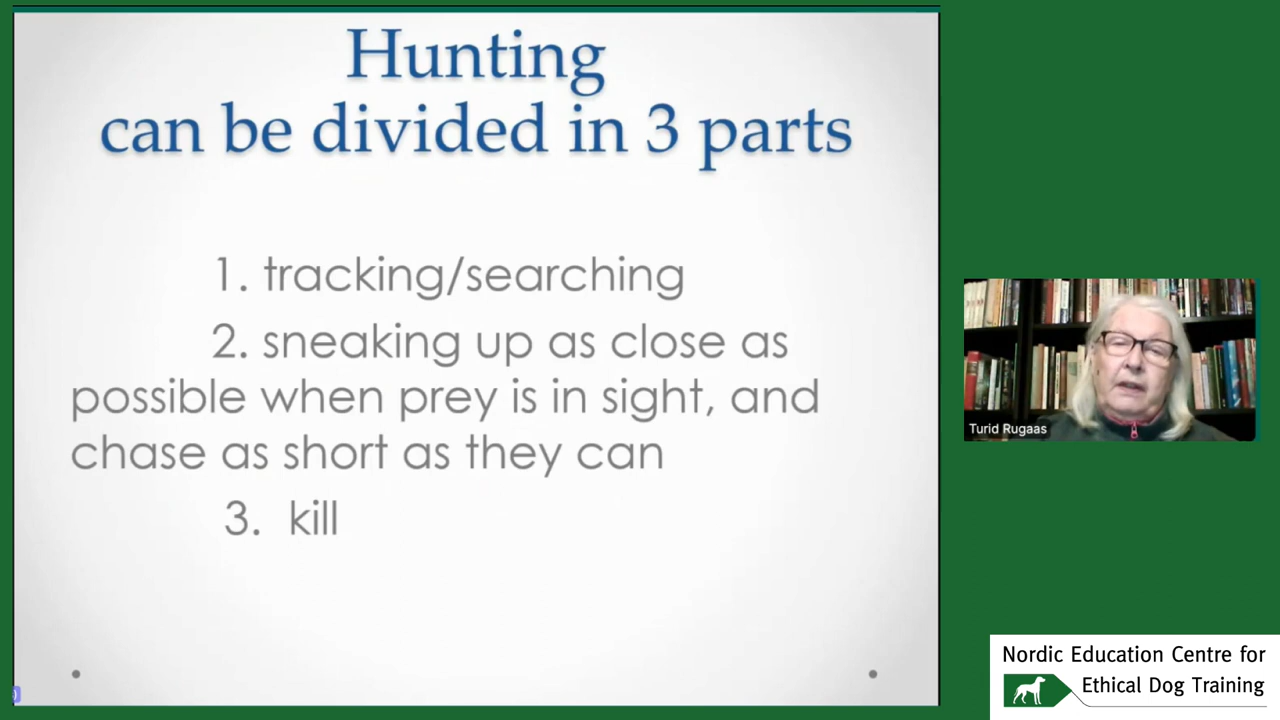 Hunting
can be divided in 3 parts
1. tracking/searching
2. sneaking up as close as
possible when prey is in sight, and
chase as short as they can
3. kill
Turid Rugaas
Nordic Education Centre for
Ethical Dog Training